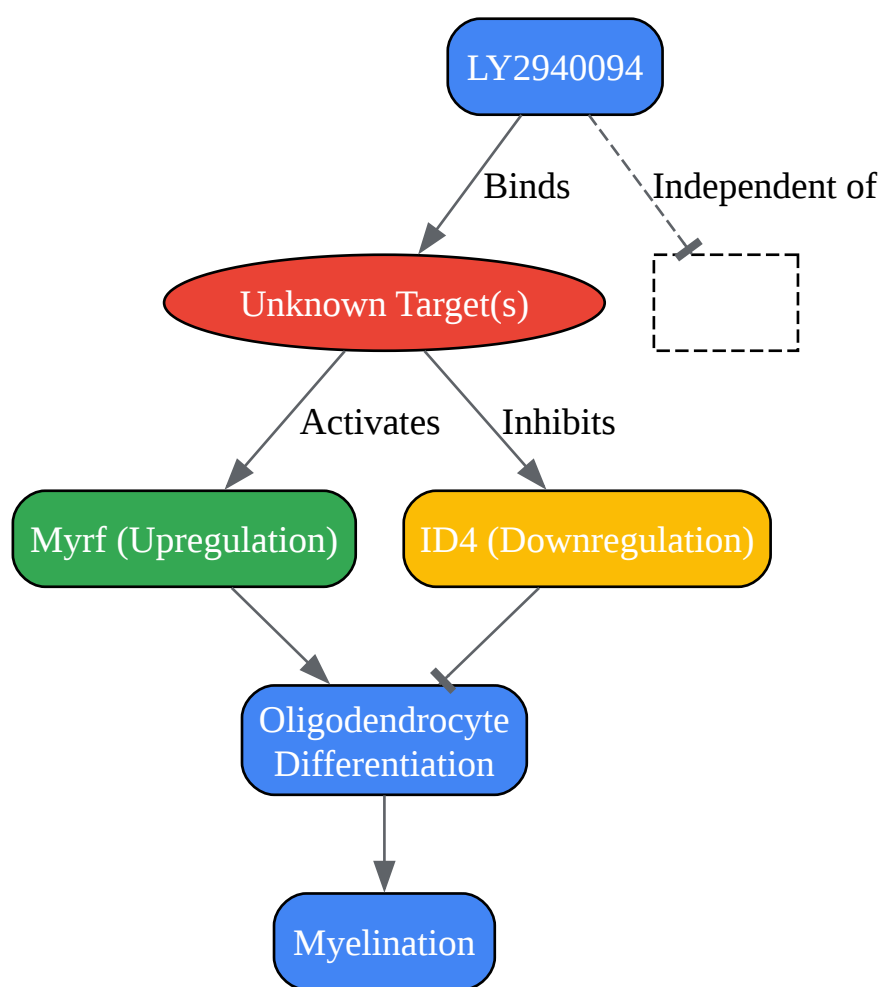 LY2940094
Binds
Independent of
Unknown Target(s)
Activates
Inhibits
Myrf (Upregulation)
ID4 (Downregulation)
Oligodendrocyte
Differentiation
Myelination